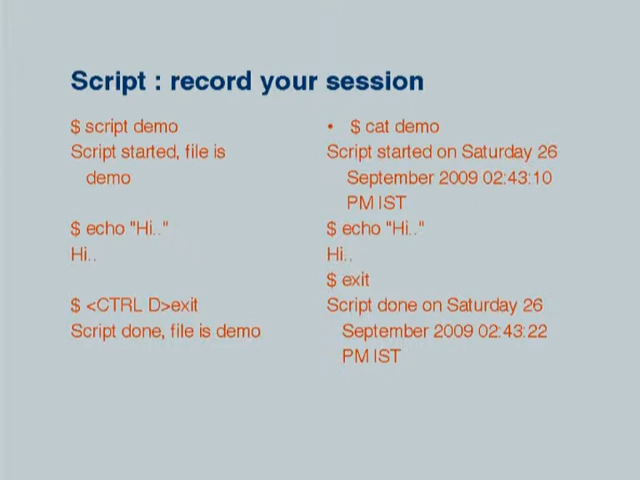 Script : record your session
$ script demo
Script started, file is
demo
$ echo "Hi.."
Hi..
$ <CTRL D>exit
Script done, file is demo
• $ cat demo
Script started on Saturday 26
September 2009 02:43:10
PM IST
$ echo "Hi.."
Hi..
$ exit
Script done on Saturday 26
September 2009 02:43:22
PM IST